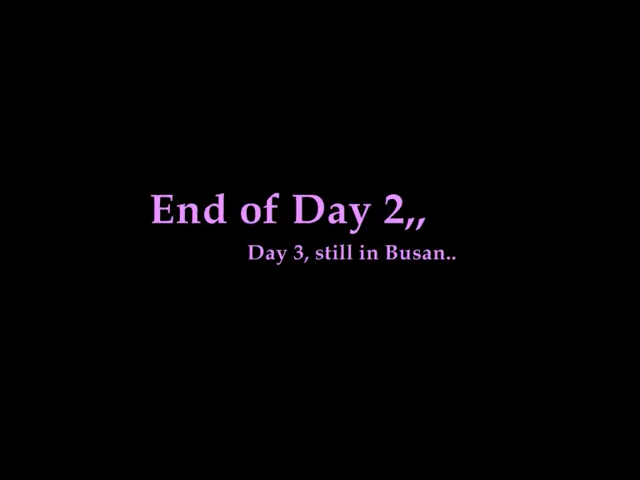 End of Day 2,,
Day 3, still in Busan..